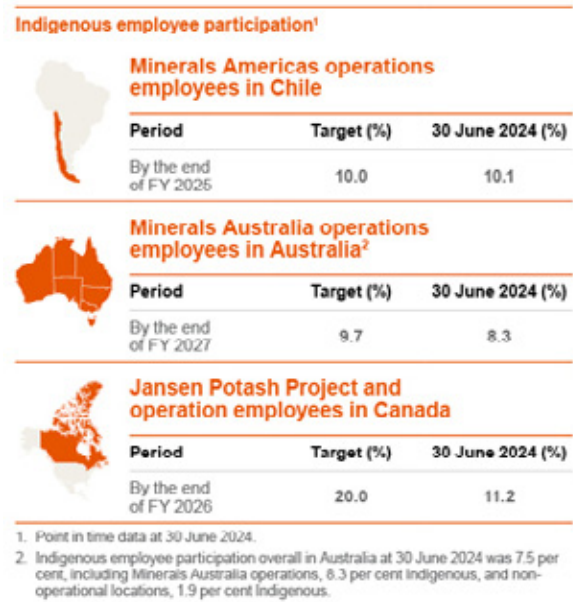 Indigenous employee participation¹
Minerals Americas operations
employees in Chile
Period Target (%) 30 June 2024 (%)
By the end
of FY 2025 10.0 10.1
Minerals Australia operations
employees in Australia²
Period Target (%) 30 June 2024 (%)
By the end
of FY 2027 9.7 8.3
Jansen Potash Project and
operation employees in Canada
Period Target (%) 30 June 2024 (%)
By the end
of FY 2026 20.0 11.2
1. Point in time data at 30 June 2024.
2. Indigenous employee participation overall in Australia at 30 June 2024 was 7.5 per
cent, including Minerals Australia operations, 8.3 per cent Indigenous, and non-
operational locations, 1.9 per cent Indigenous.